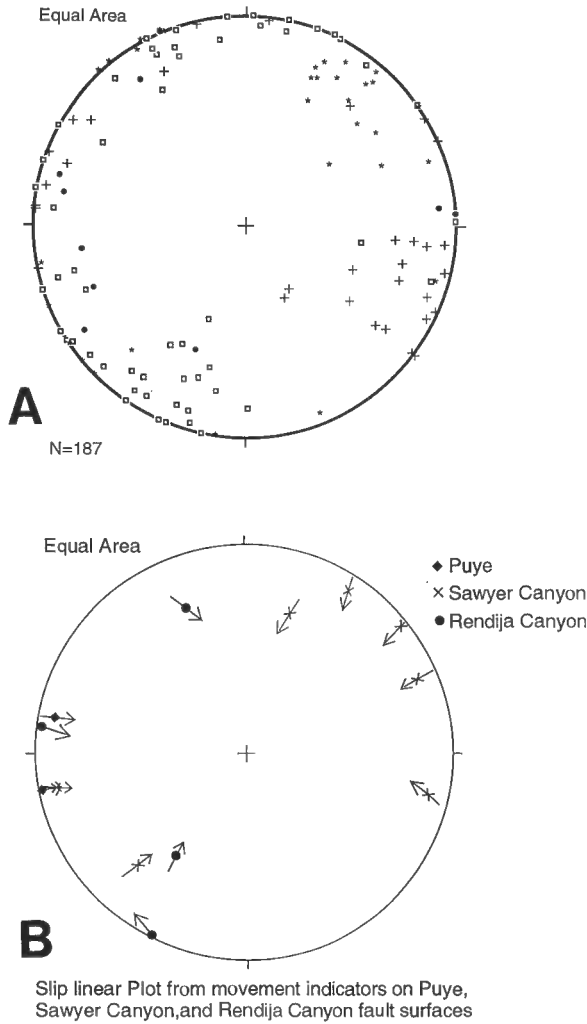 Equal Area
A
N=187
Equal Area
Puye
Sawyer Canyon
Rendija Canyon
B
Slip linear Plot from movement indicators on Puye,
Sawyer Canyon,and Rendija Canyon fault surfaces